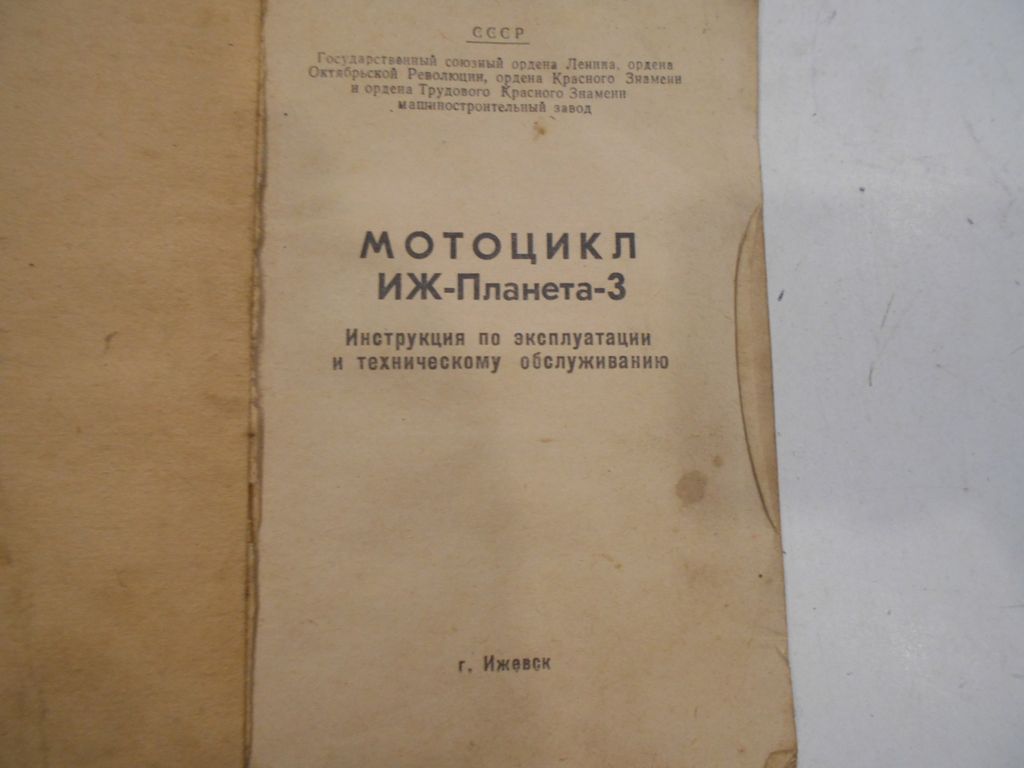 СССР
Государственный союзный ордена Ленина, ордена
Октябрьской Революции, ордена Красного Знамени
и ордена Трудового Красного Знамени
машиностроительный завод
МОТОЦИКЛ
ИЖ-Планета-3
Инструкция по эксплуатации
и техническому обслуживанию
г. Ижевск